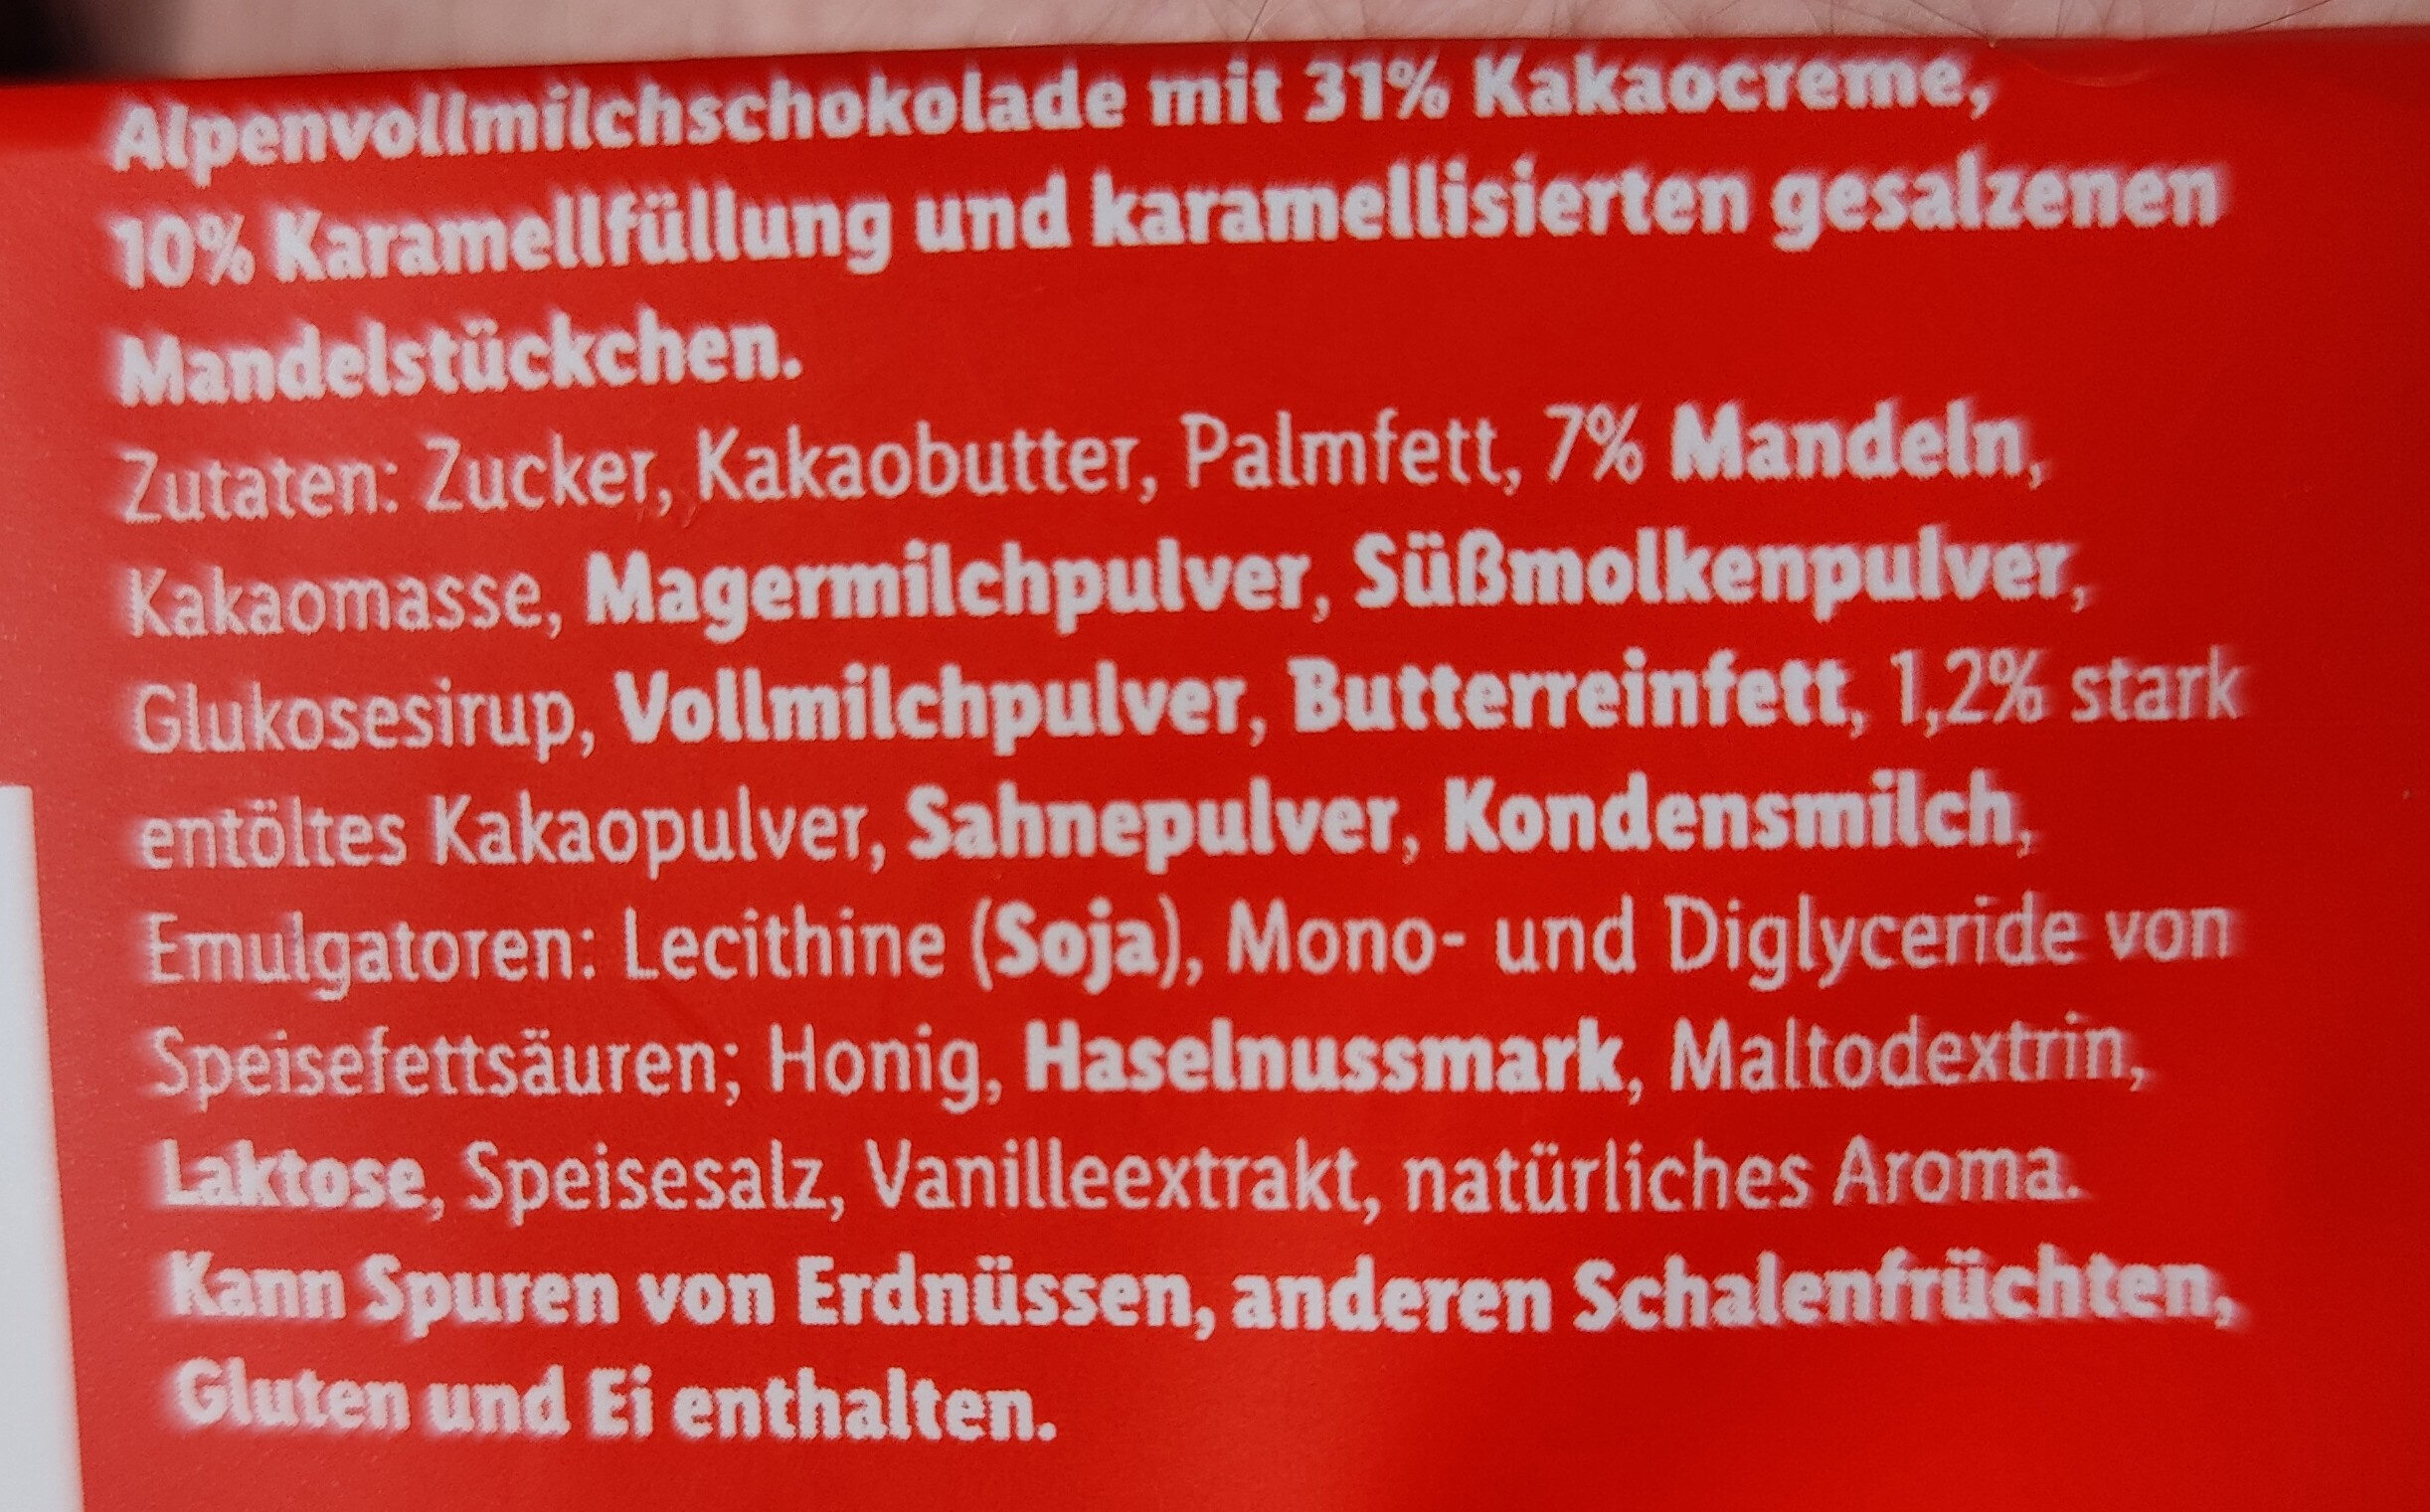 Alpenvollmilchschokolade mit 31% Kakaocreme,
10% Karamellfüllung und karamellisierten gesalzenen
Mandelstückchen.
Zutaten: Zucker, Kakaobutter, Palmfett, 7% Mandeln,
Kakaomasse, Magermilchpulver, Süßmolkenpulver,
Glukosesirup, Vollmilchpulver, Butterreinfett, 1,2% stark
entöltes Kakaopulver, Sahnepulver, Kondensmilch,
Emulgatoren: Lecithine (Soja), Mono- und Diglyceride von
Speisefettsäuren; Honig, Haselnussmark, Maltodextrin,
Laktose, Speisesalz, Vanilleextrakt, natürliches Aroma.
Kann Spuren von Erdnüssen, anderen Schalenfrüchten,
Gluten und Ei enthalten.